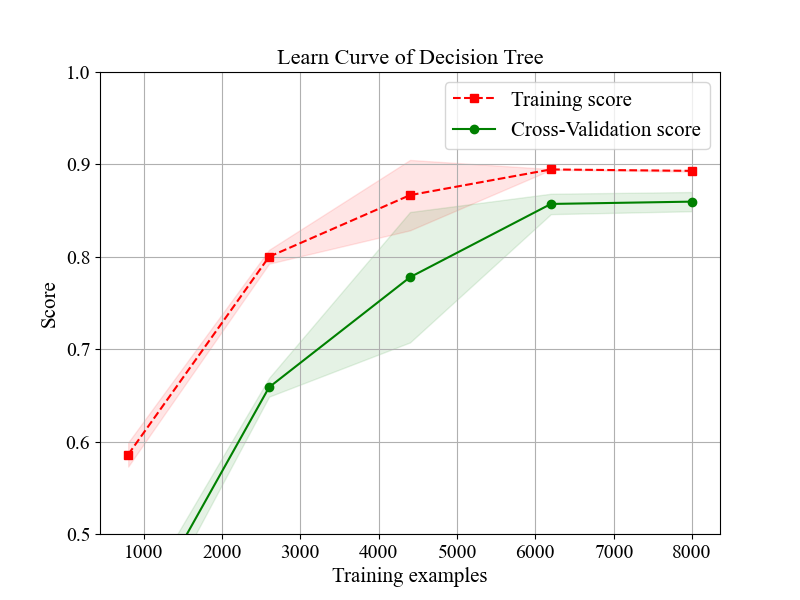 Learn Curve of Decision Tree
Training score
Cross-Validation score
1.0
0.9
0.8
0.7
0.6
0.5
Score
1000 2000 3000 4000 5000 6000 7000 8000
Training examples